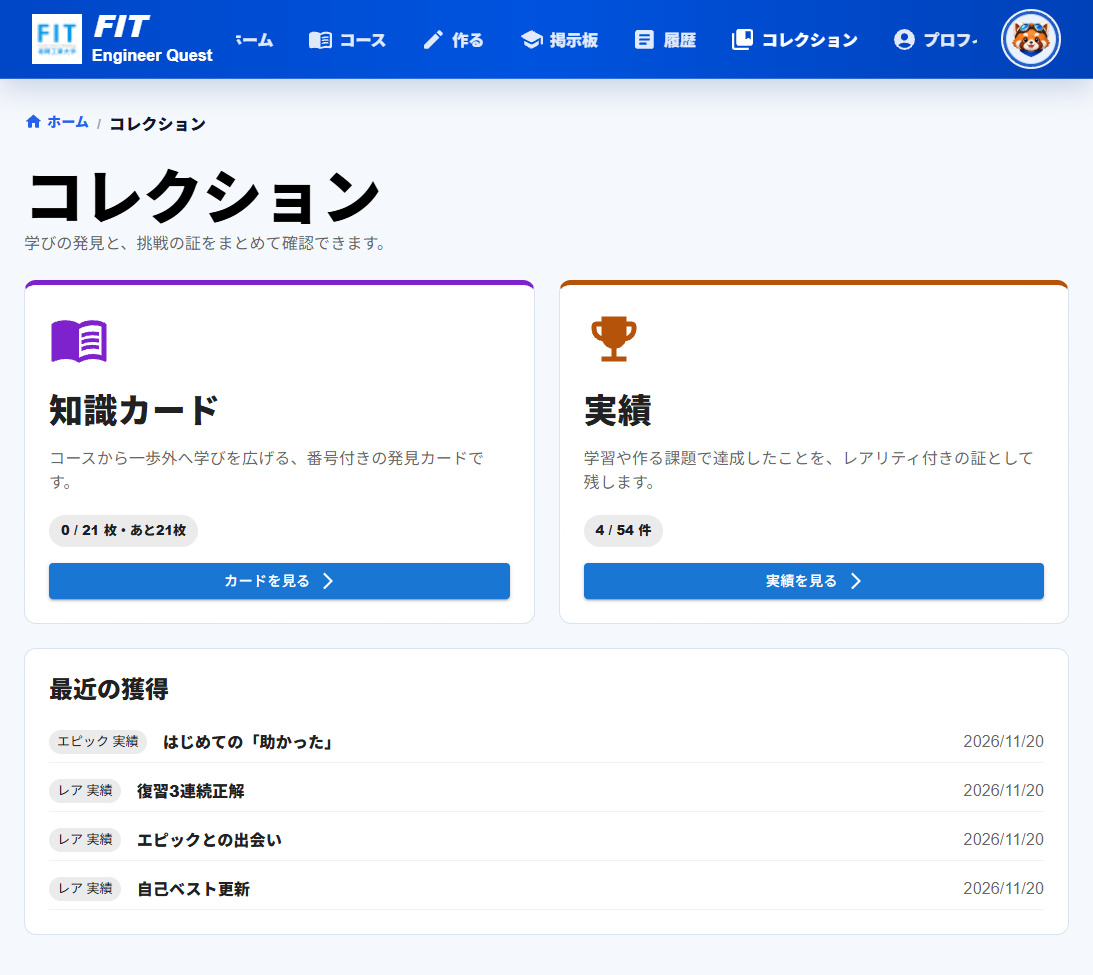 FIT
FIT
Engineer Quest
ーム
コース
作る
掲示板
履歴
コレクション
プロフ
ホーム / コレクション
コレクション
学びの発見と、挑戦の証をまとめて確認できます。
知識カード
コースから一歩外へ学びを広げる、番号付きの発見カードで
す。
0 / 21 枚・あと21枚
カードを見る
実績
学習や作る課題で達成したことを、レアリティ付きの証として
残します。
4 / 54 件
実績を見る
最近の獲得
エピック 実績 はじめての「助かった」 2026/11/20
レア 実績 復習3連続正解 2026/11/20
レア 実績 エピックとの出会い 2026/11/20
レア 実績 自己ベスト更新 2026/11/20